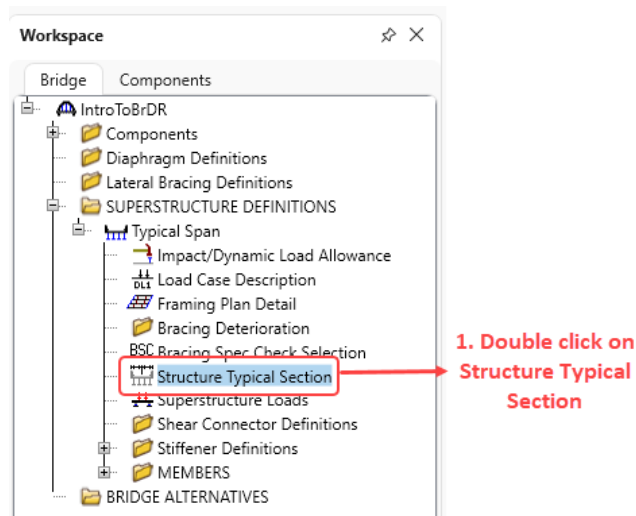 Workspace
Bridge Components
IntroToBrDR
Components
Diaphragm Definitions
Lateral Bracing Definitions
SUPERSTRUCTURE DEFINITIONS
Typical Span
Impact/Dynamic Load Allowance
DL1 Load Case Description
Framing Plan Detail
Bracing Deterioration
BSC Bracing Spec Check Selection
Structure Typical Section
Superstructure Loads
Shear Connector Definitions
Stiffener Definitions
MEMBERS
BRIDGE ALTERNATIVES
1. Double click on
Structure Typical
Section